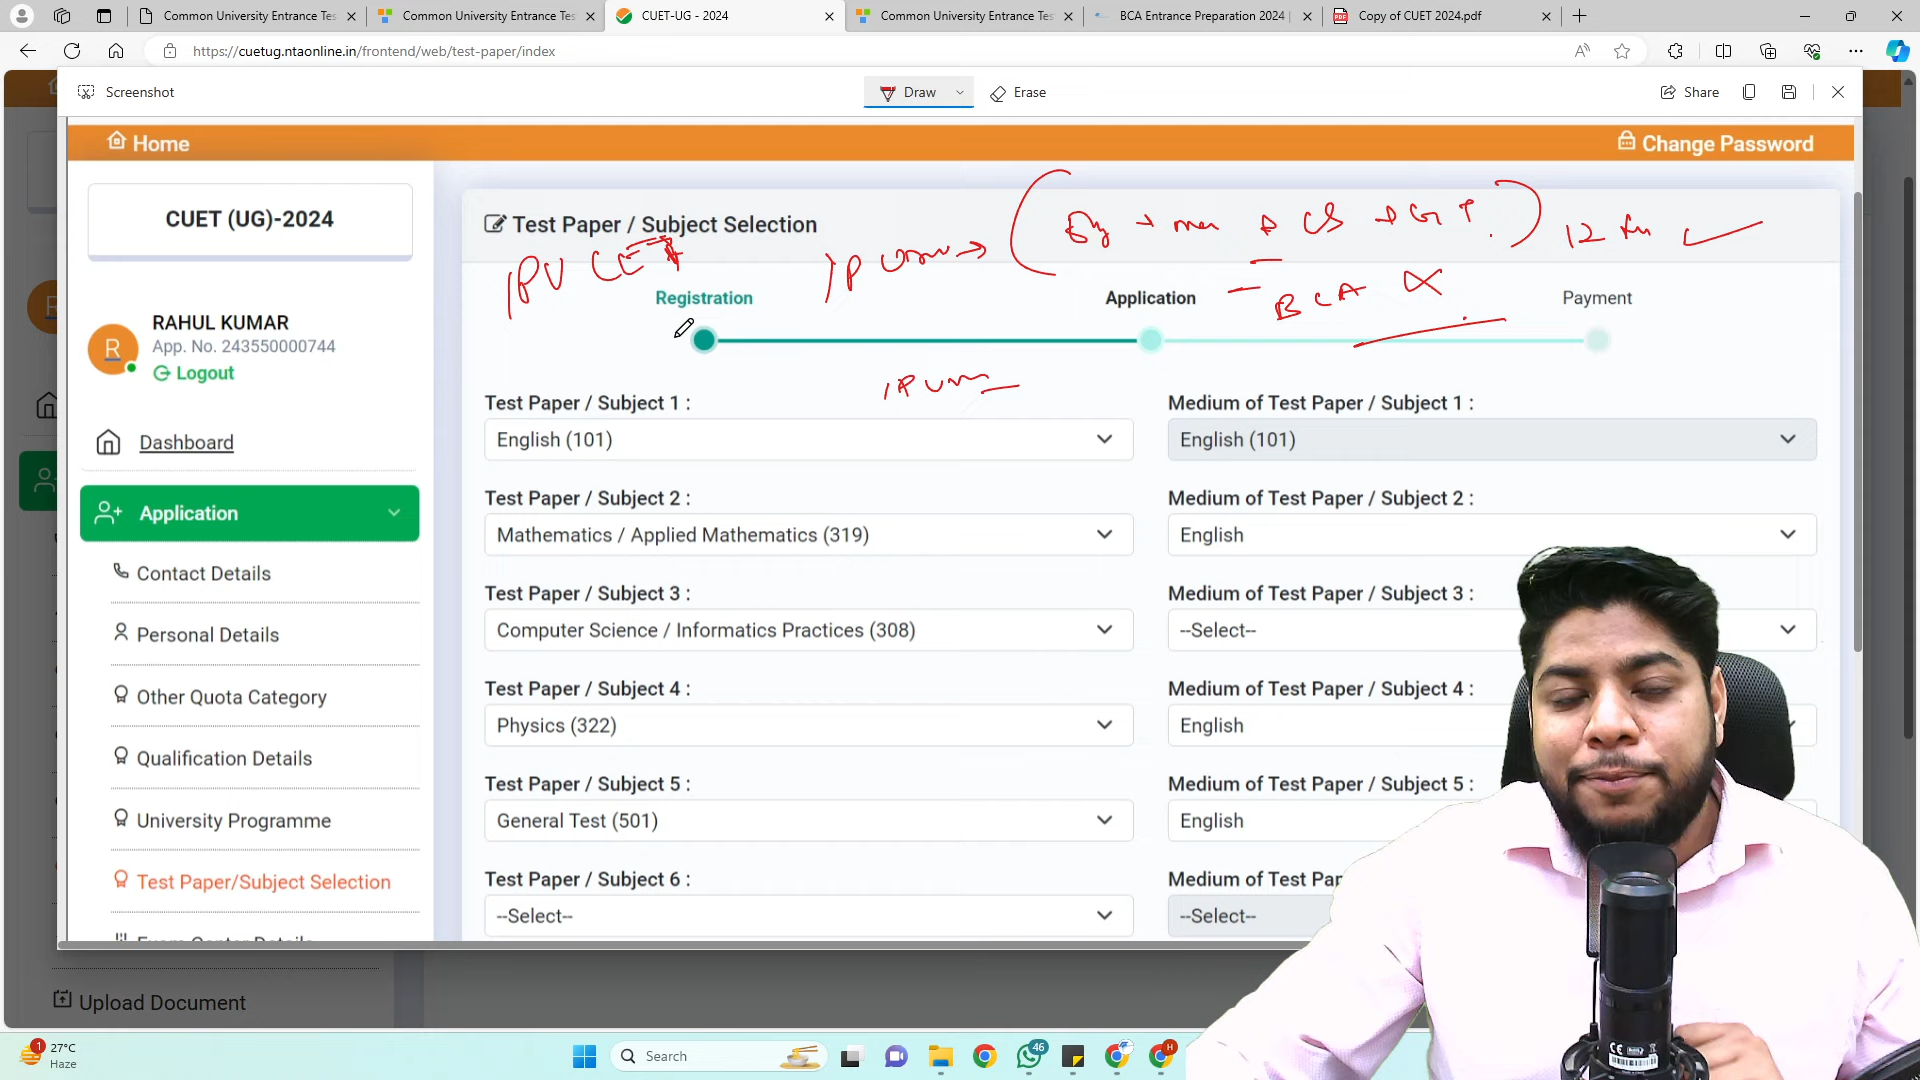 Common University Entrance Tes
Common University Entrance Tes
CUET-UG - 2024
Common University Entrance Tes
BCA Entrance Preparation 2024 |
Copy of CUET 2024.pdf
https://cuetug.ntaonline.in/frontend/web/test-paper/index
Screenshot
Draw
Erase
Share
Home
Change Password
CUET (UG)-2024
RAHUL KUMAR
App. No. 243550000744
Logout
Dashboard
Application
Contact Details
Personal Details
Other Quota Category
Qualification Details
University Programme
Test Paper/Subject Selection
Upload Document
Test Paper / Subject Selection
IPU CET
BCA
Registration
Application
Payment
Test Paper / Subject 1 :
Medium of Test Paper / Subject 1 :
English (101)
English (101)
Test Paper / Subject 2 :
Medium of Test Paper / Subject 2 :
Mathematics / Applied Mathematics (319)
English
Test Paper / Subject 3 :
Medium of Test Paper / Subject 3 :
Computer Science / Informatics Practices (308)
--Select--
Test Paper / Subject 4 :
Medium of Test Paper / Subject 4 :
Physics (322)
English
Test Paper / Subject 5 :
Medium of Test Paper / Subject 5 :
General Test (501)
English
Test Paper / Subject 6 :
Medium of Test Pap
--Select--
--Select--
1
27°C
Haze
Search
46